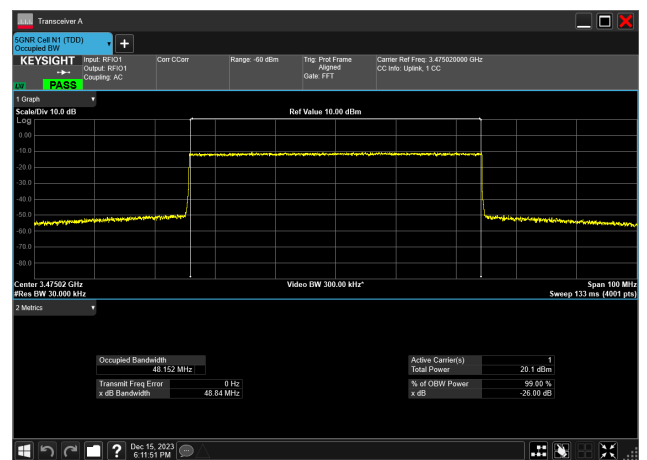 Transceiver A
5GNR Cell N1 (TDD)
Occupied BW
KEYSIGHT
LV
PASS
Input: RFIO1
Output: RFIO1
Coupling: AC
Corr CCorr
Range: -60 dBm
Trig: Prot Frame
Aligned
Gate: FFT
Carrier Ref Freq: 3.475020000 GHz
CC Info: Uplink, 1 CC
1 Graph
Scale/Div 10.0 dB
Ref Value 10.00 dBm
Log
0.00
-10.0
-20.0
-30.0
-40.0
-50.0
-60.0
-70.0
-80.0
Center 3.47502 GHz
Video BW 300.00 kHz*
Span 100 MHz
#Res BW 30.000 kHz
Sweep 133 ms (4001 pts)
2 Metrics
Occupied Bandwidth
48.152 MHz
Transmit Freq Error 0 Hz
x dB Bandwidth 48.84 MHz
Active Carrier(s) 1
Total Power 20.1 dBm
% of OBW Power 99.00 %
x dB -26.00 dB
?
Dec 15, 2023
6:11:51 PM